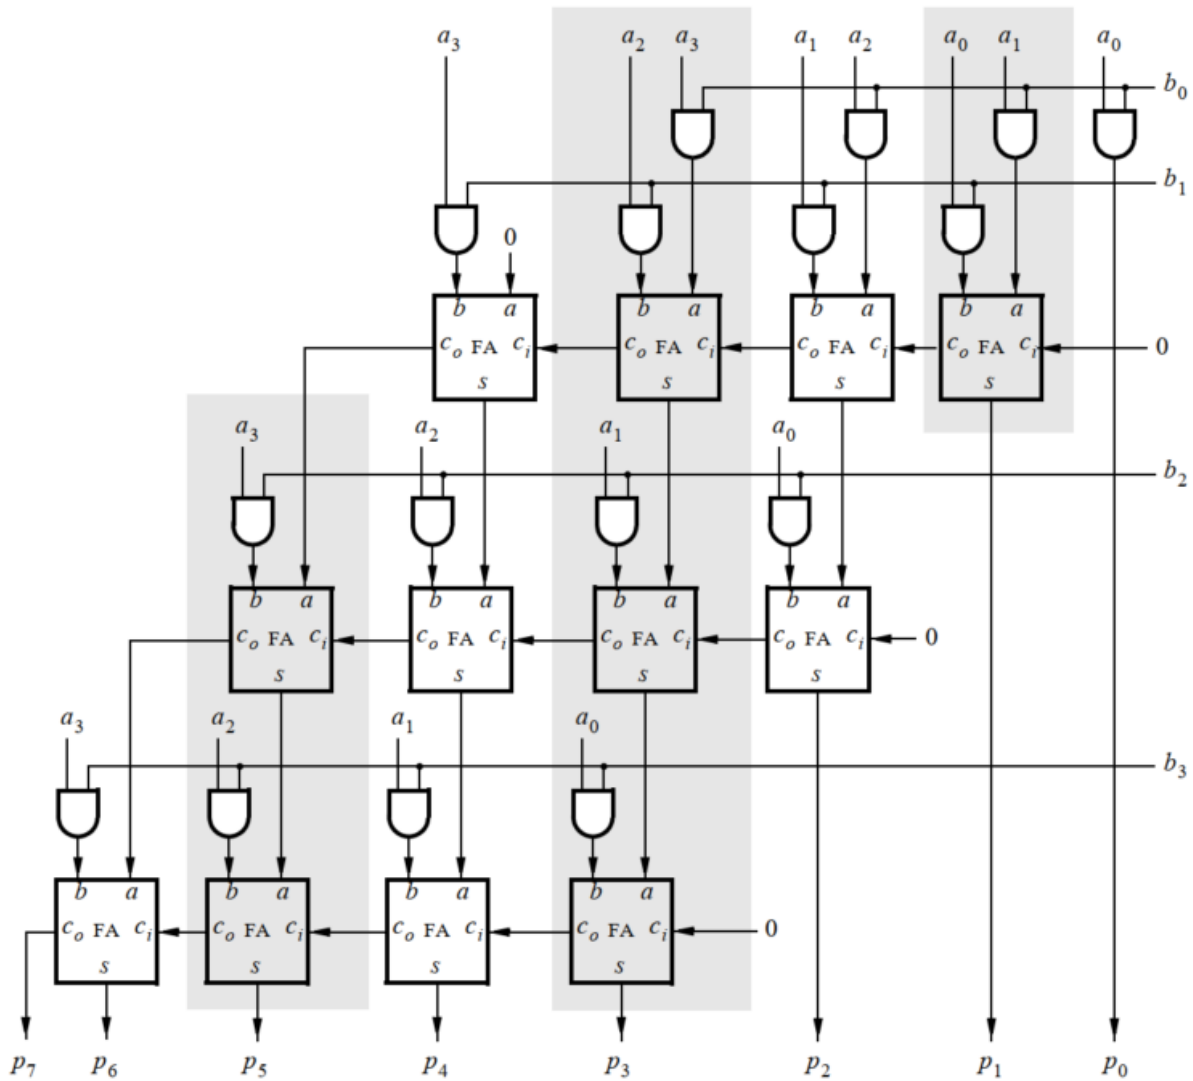 a₃ a₂ a₃ a₁ a₂ a₀ a₁ a₀
b₀
b₁
0
b a b a b a b a
cₒ FA cᵢ cₒ FA cᵢ cₒ FA cᵢ cₒ FA cᵢ 0
s s s s
a₃ a₂ a₁ a₀
b₂
b a b a b a b a
cₒ FA cᵢ cₒ FA cᵢ cₒ FA cᵢ cₒ FA cᵢ 0
s s s s
a₃ a₂ a₁ a₀
b₃
b a b a b a b a
cₒ FA cᵢ cₒ FA cᵢ cₒ FA cᵢ cₒ FA cᵢ 0
s s s s
p₇ p₆ p₅ p₄ p₃ p₂ p₁ p₀